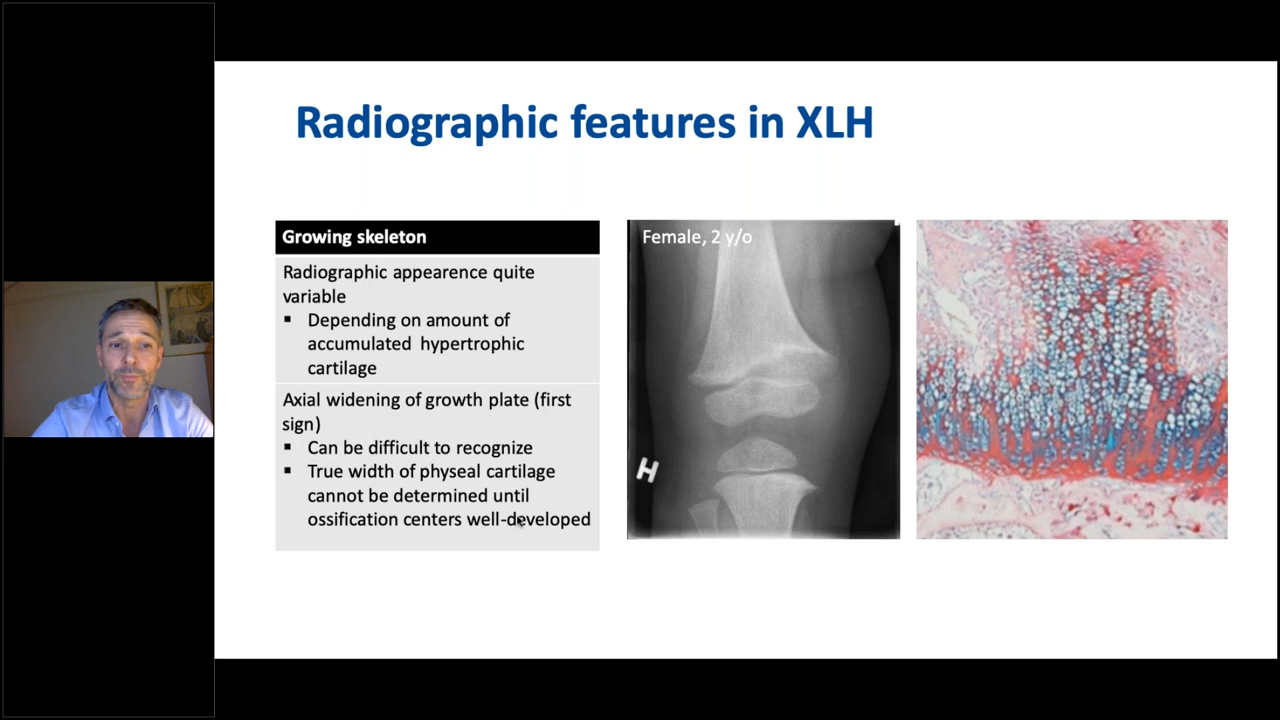 Radiographic features in XLH
Growing skeleton
Radiographic appearence quite
variable
▪ Depending on amount of
accumulated hypertrophic
cartilage
Axial widening of growth plate (first
sign)
▪ Can be difficult to recognize
▪ True width of physeal cartilage
cannot be determined until
ossification centers well-developed
Female, 2 y/o
H